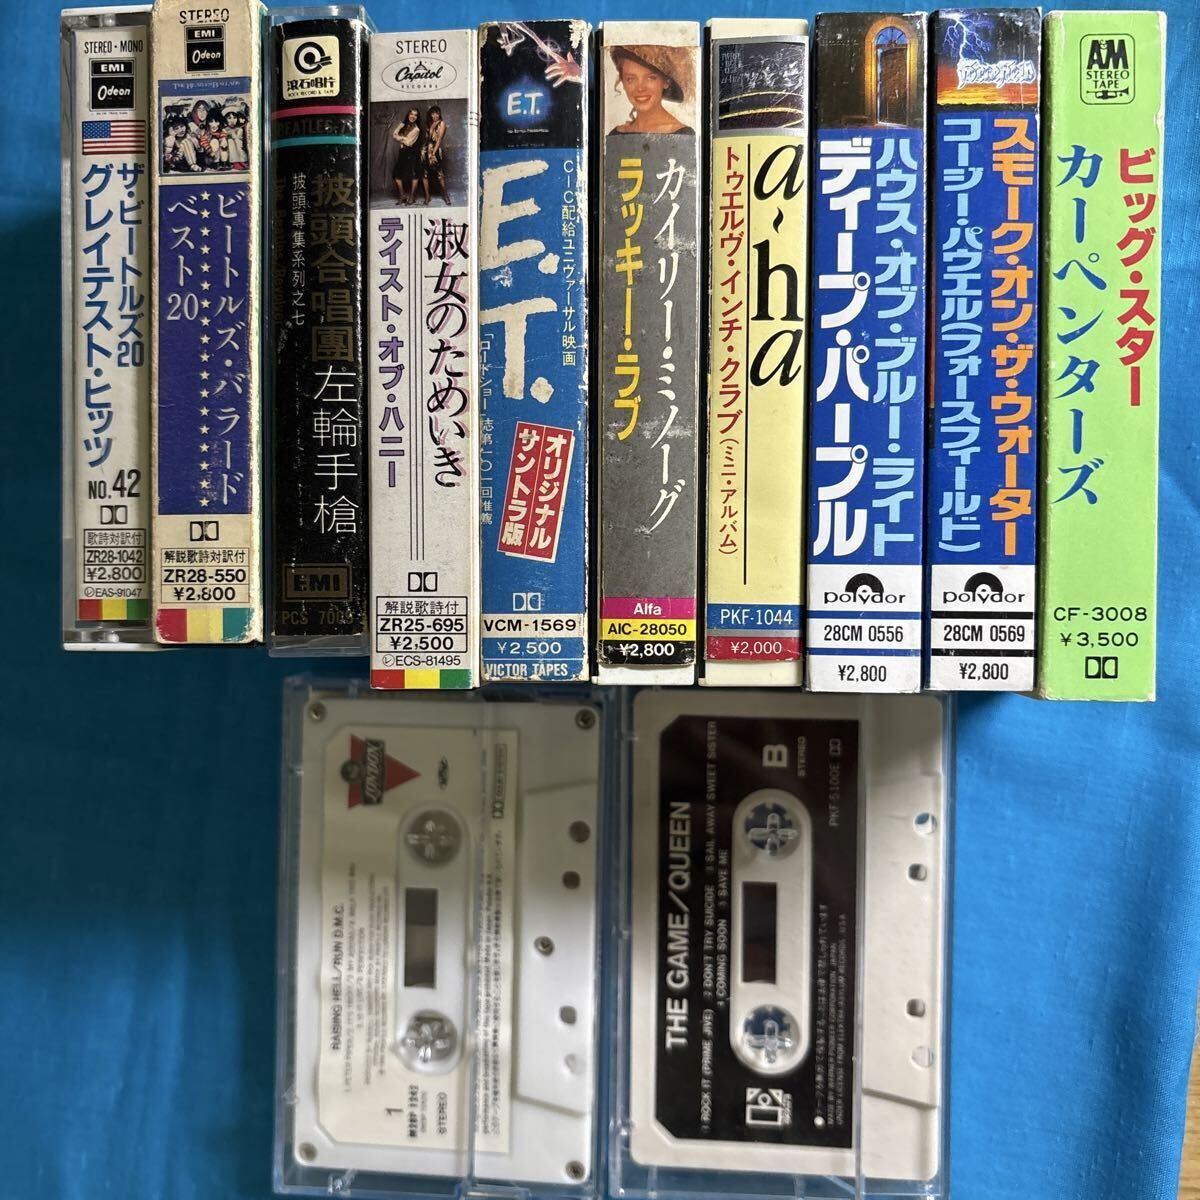 STEREO・MONO
EMI
Odeon
ザ・ビートルズ20
グレイテスト・ヒッツ
NO.42
歌詩対訳付
ZR28-1042
¥2,800
EAS-91047
STEREO
EMI
Odeon
ビートルズ・バラード
ベスト20
解説歌詩対訳付
ZR28-550
¥2,800
滾石唱片
ROCK RECORD & TAPE
披頭合唱團 左輪手槍
披頭專集系列之七
EMI
STEREO
Capitol
RECORDS
淑女のためいき
テイスト・オブ・ハニー
解説歌詩付
ZR25-695
¥2,500
ECS-81495
E.T.
E.T.
CIC配給ユニヴァーサル映画
オリジナル
サントラ版
VCM-1569
¥2,500
VICTOR TAPES
カイリー・ミノーグ
ラッキー・ラブ
Alfa
AIC-28050
¥2,800
a-ha
トゥエルヴ・インチ・クラブ(ミニ・アルバム)
PKF-1044
¥2,000
ハウス・オブ・ブルー・ライト
ディープ・パープル
polydor
28CM 0556
¥2,800
スモーク・オン・ザ・ウォーター
コージー・パウエル(フォースフィールド)
polydor
28CM 0569
¥2,800
A&M
STEREO
TAPE
ビッグ・スター
カーペンターズ
CF-3008
¥3,500
LONDON
RAISING HELL/RUN D.M.C.
1
STEREO
THE GAME/QUEEN
1 ROCK IT (PRIME JIVE) 2 DON'T TRY SUICIDE 3 SAIL AWAY SWEET SISTER
4 COMING SOON 5 SAVE ME
B
STEREO
PKF-5100E